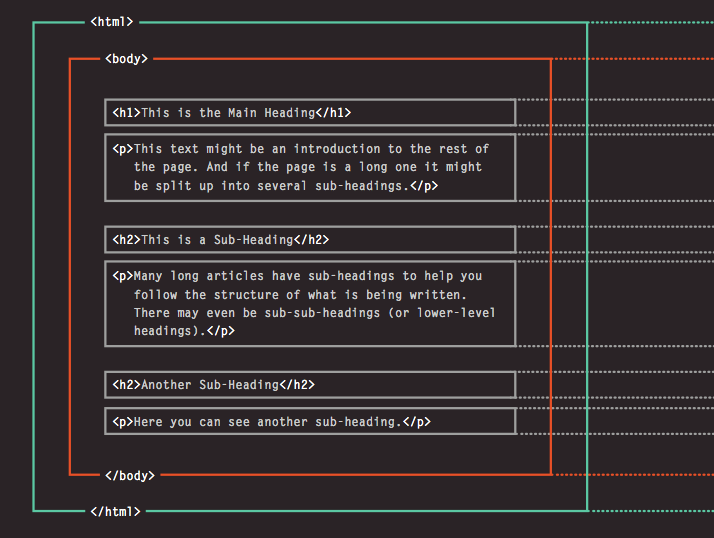 <html>
<body>
<h1>This is the Main Heading</h1>
<p>This text might be an introduction to the rest of
the page. And if the page is a long one it might
be split up into several sub-headings.</p>
<h2>This is a Sub-Heading</h2>
<p>Many long articles have sub-headings to help you
follow the structure of what is being written.
There may even be sub-sub-headings (or lower-level
headings).</p>
<h2>Another Sub-Heading</h2>
<p>Here you can see another sub-heading.</p>
</body>
</html>